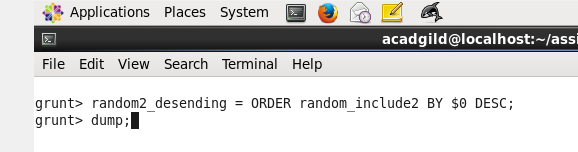 Applications Places System
acadgild@localhost:~/assi
File Edit View Search Terminal Help
grunt> random2_desending = ORDER random_include2 BY $0 DESC;
grunt> dump;